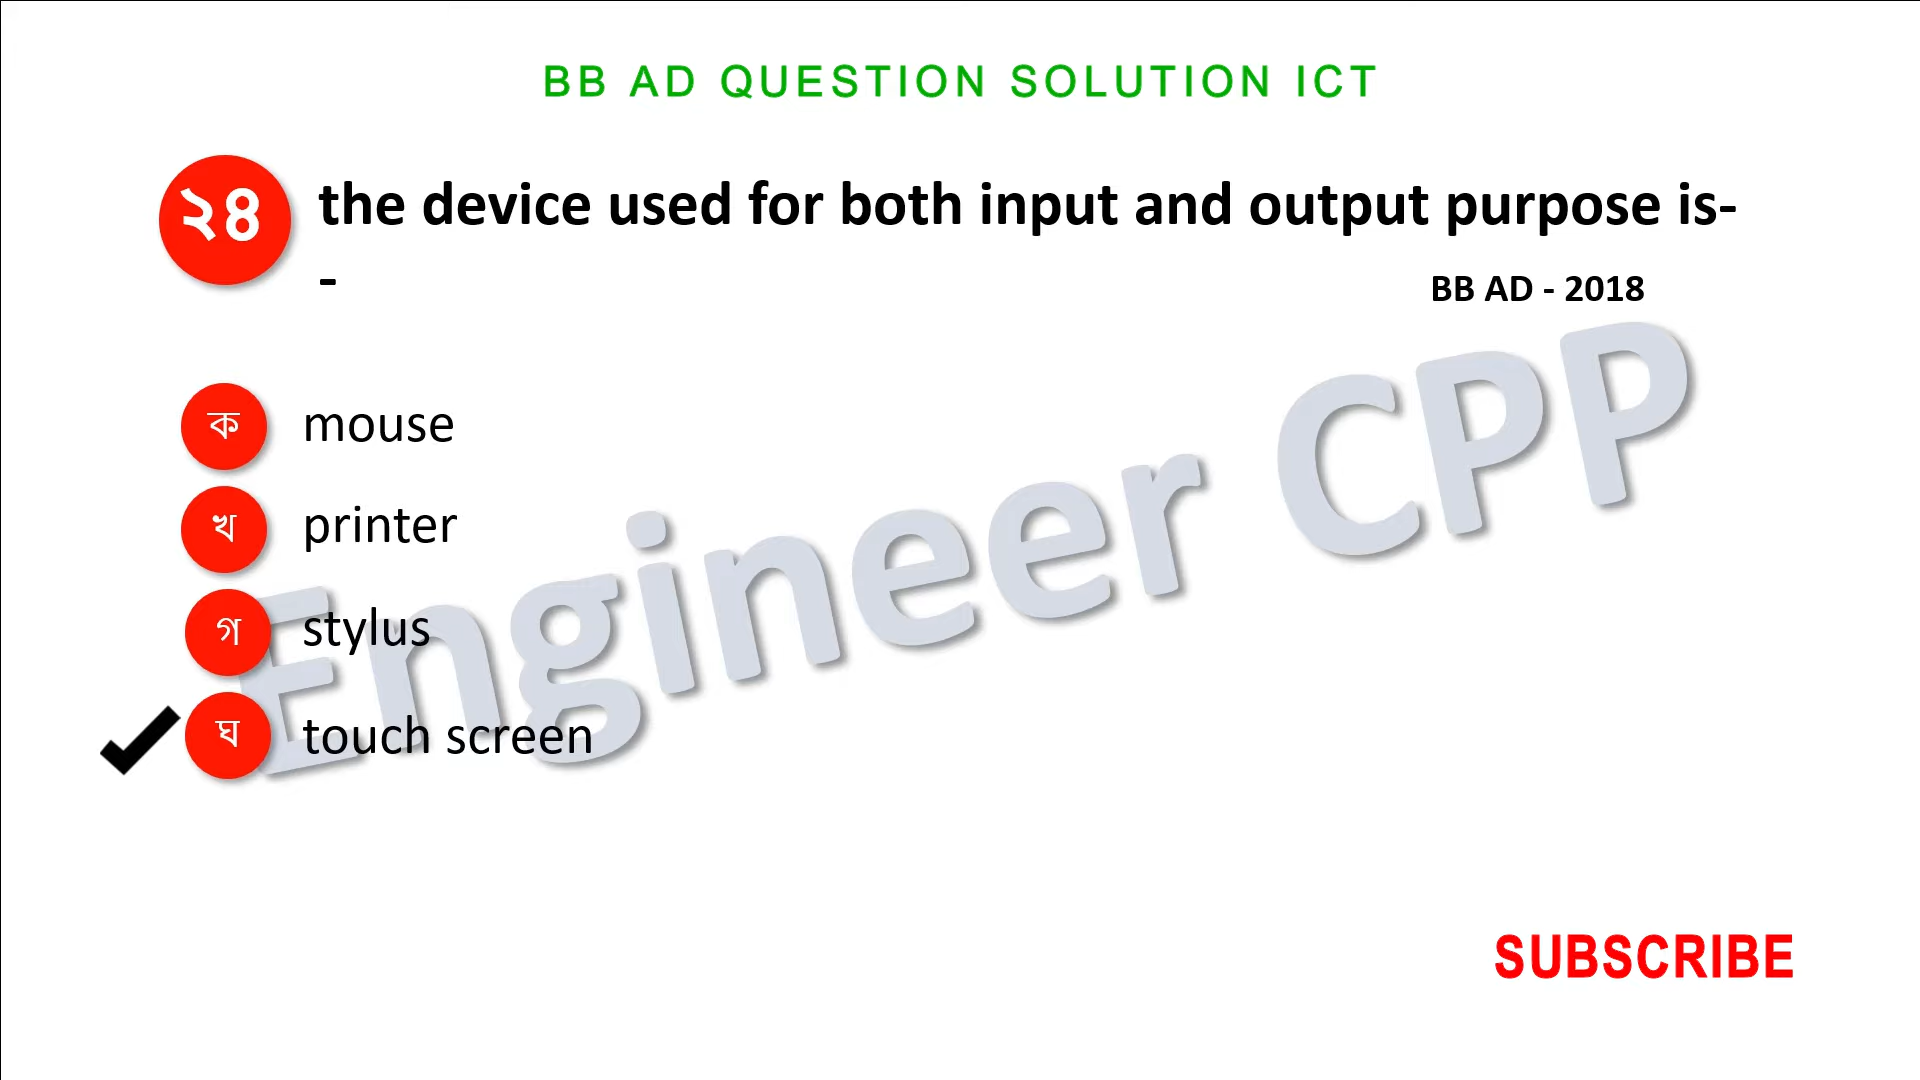 BB AD QUESTION SOLUTION ICT
২৪
the device used for both input and output purpose is-
-
BB AD - 2018
ক mouse
খ printer
গ stylus
ঘ touch screen
Engineer CPP
SUBSCRIBE